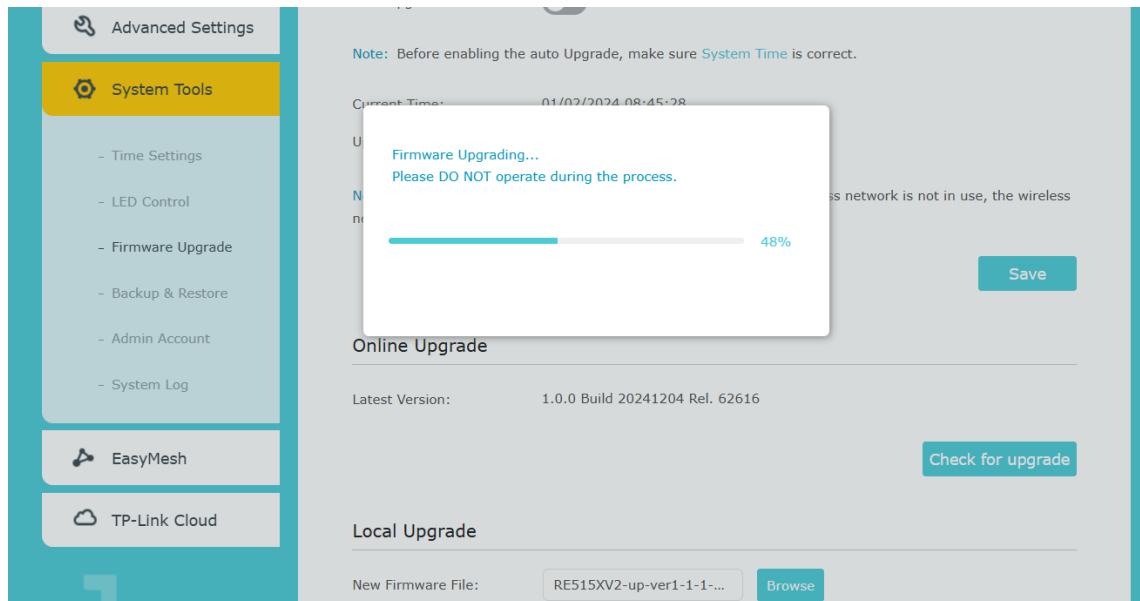 Advanced Settings
System Tools
- Time Settings
- LED Control
- Firmware Upgrade
- Backup & Restore
- Admin Account
- System Log
EasyMesh
TP-Link Cloud
Note: Before enabling the auto Upgrade, make sure System Time is correct.
Current Time: 01/02/2024 08:45:28
Firmware Upgrading...
Please DO NOT operate during the process.
48%
network is not in use, the wireless
Save
Online Upgrade
Latest Version: 1.0.0 Build 20241204 Rel. 62616
Check for upgrade
Local Upgrade
New Firmware File: RE515XV2-up-ver1-1-1-... Browse